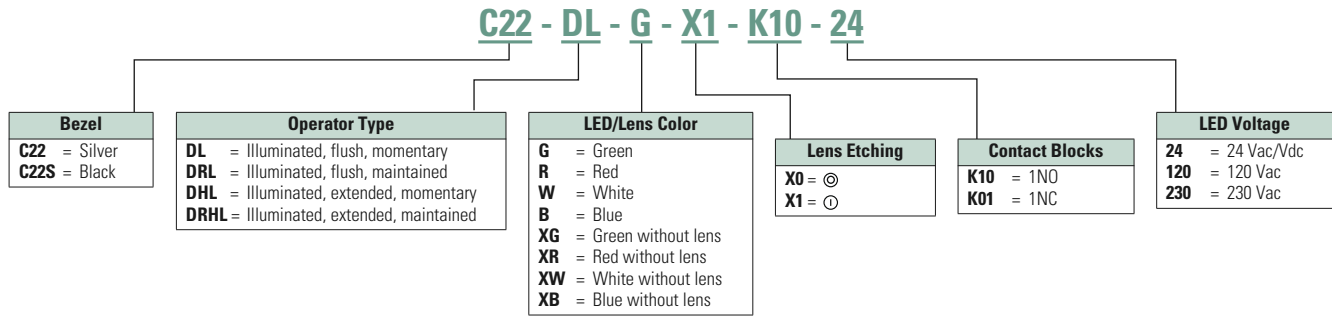 C22 - DL - G - X1 - K10 - 24
Bezel
C22 = Silver
C22S = Black
Operator Type
DL = Illuminated, flush, momentary
DRL = Illuminated, flush, maintained
DHL = Illuminated, extended, momentary
DRHL = Illuminated, extended, maintained
LED/Lens Color
G = Green
R = Red
W = White
B = Blue
XG = Green without lens
XR = Red without lens
XW = White without lens
XB = Blue without lens
Lens Etching
X0 = ⌾
X1 = ⏼
Contact Blocks
K10 = 1NO
K01 = 1NC
LED Voltage
24 = 24 Vac/Vdc
120 = 120 Vac
230 = 230 Vac